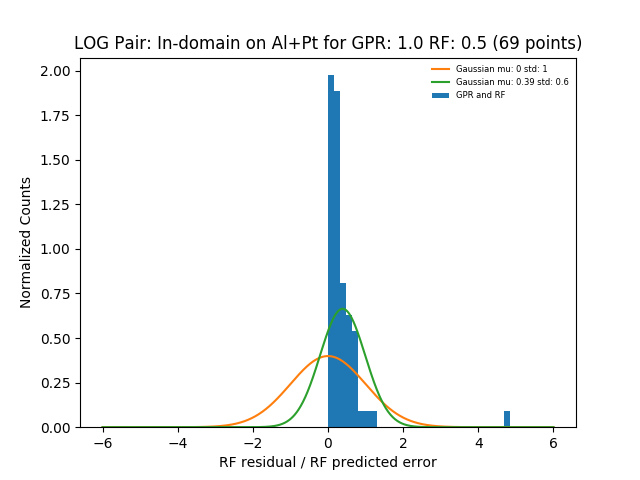 LOG Pair: In-domain on Al+Pt for GPR: 1.0 RF: 0.5 (69 points)
Gaussian mu: 0 std: 1
Gaussian mu: 0.39 std: 0.6
GPR and RF
Normalized Counts
2.00
1.75
1.50
1.25
1.00
0.75
0.50
0.25
0.00
−6
−4
−2
0
2
4
6
RF residual / RF predicted error